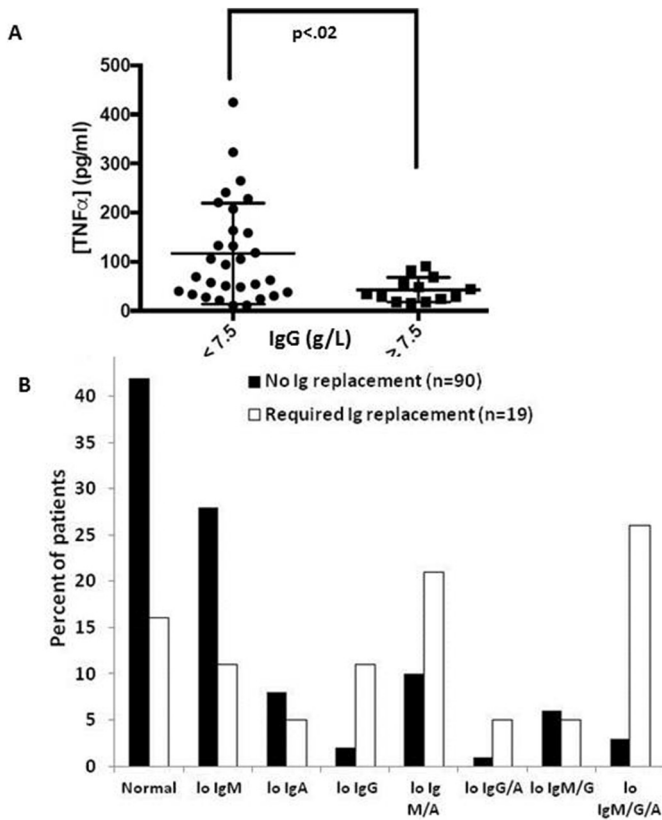 A
p<.02
[TNFα] (pg/ml)
500
400
300
200
100
0
< 7.5
IgG (g/L)
≥ 7.5
B
■ No Ig replacement (n=90)
□ Required Ig replacement (n=19)
Percent of patients
40
35
30
25
20
15
10
5
0
Normal
lo IgM
lo IgA
lo IgG
lo Ig
M/A
lo IgG/A
lo IgM/G
lo
IgM/G/A